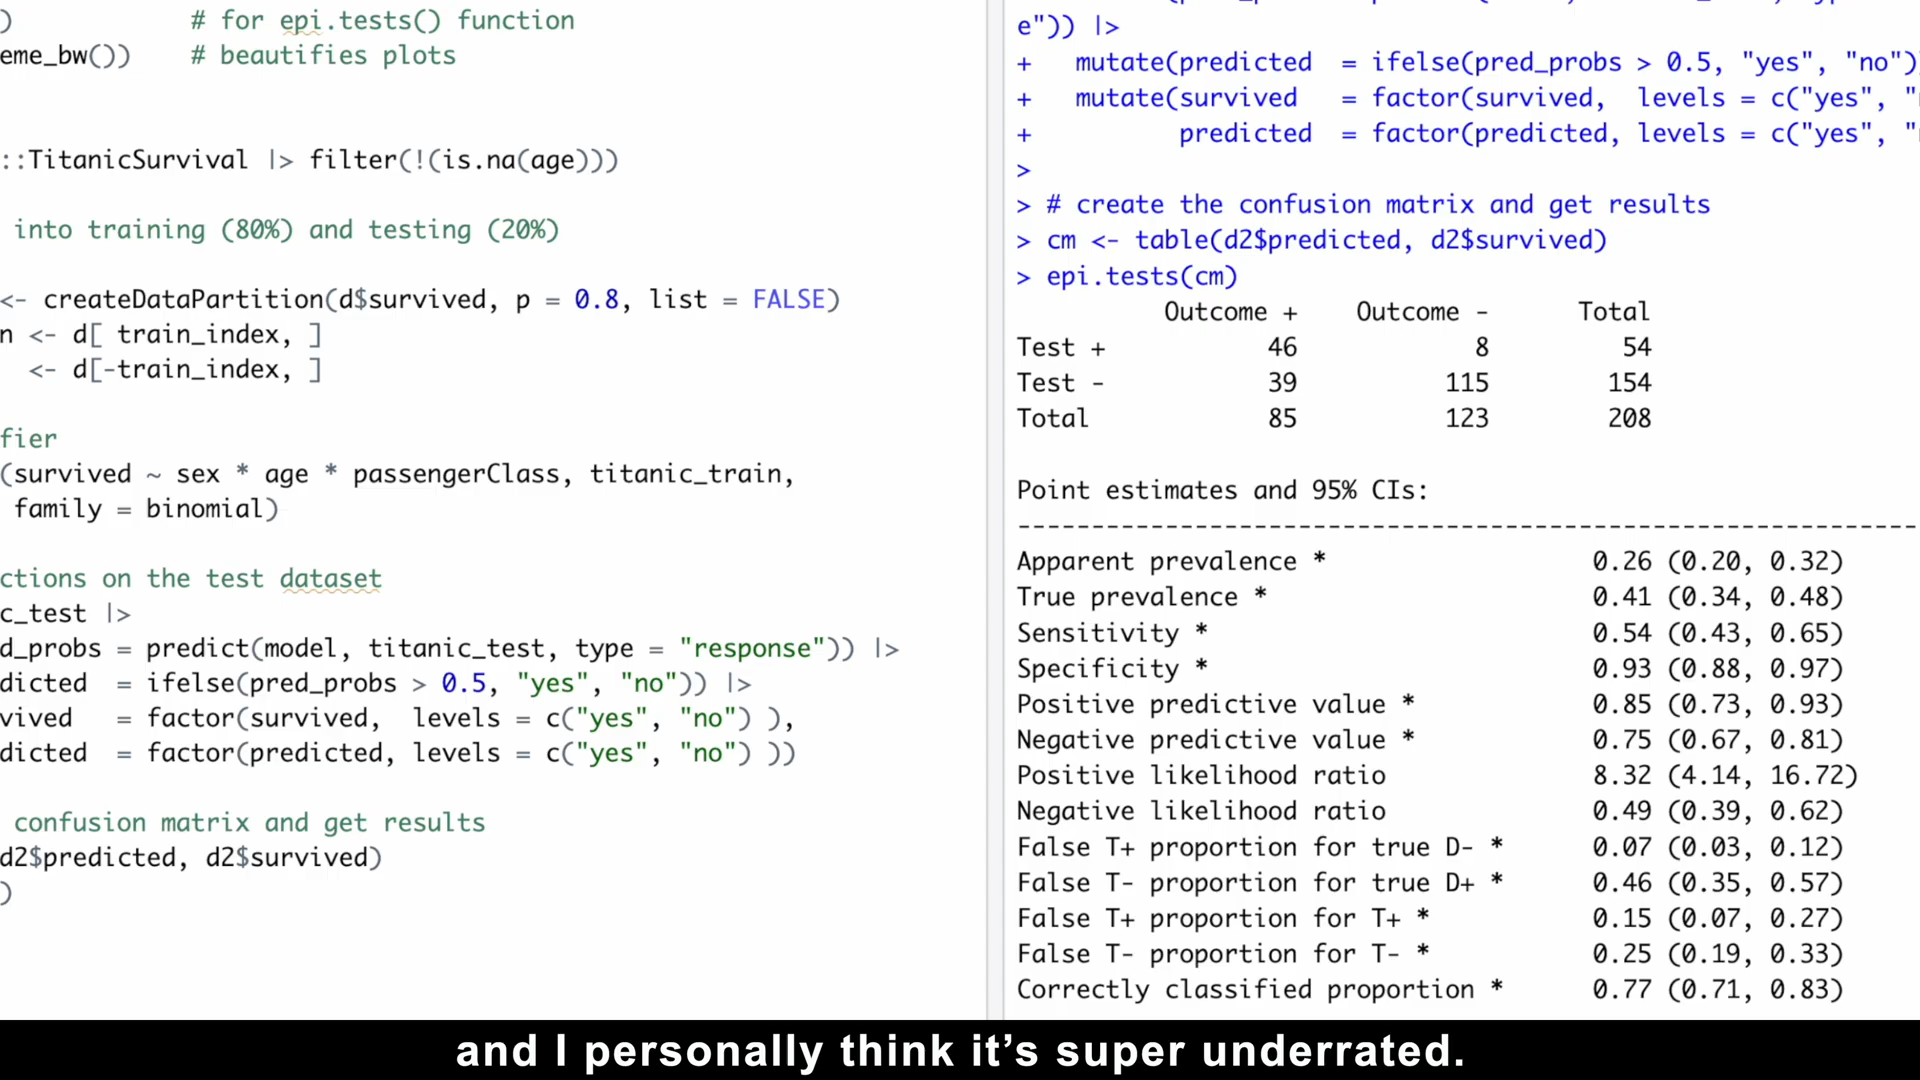 )            # for epi.tests() function
eme_bw())    # beautifies plots
::TitanicSurvival |> filter(!(is.na(age)))
into training (80%) and testing (20%)
<- createDataPartition(d$survived, p = 0.8, list = FALSE)
n <- d[ train_index, ]
<- d[-train_index, ]
fier
(survived ~ sex * age * passengerClass, titanic_train,
family = binomial)
ctions on the test dataset
c_test |>
d_probs = predict(model, titanic_test, type = "response")) |>
dicted  = ifelse(pred_probs > 0.5, "yes", "no")) |>
vived   = factor(survived,  levels = c("yes", "no") ),
dicted  = factor(predicted, levels = c("yes", "no") ))
confusion matrix and get results
d2$predicted, d2$survived)
)
e")) |>
+   mutate(predicted  = ifelse(pred_probs > 0.5, "yes", "no")
+   mutate(survived   = factor(survived,  levels = c("yes", "
+          predicted  = factor(predicted, levels = c("yes", "
>
> # create the confusion matrix and get results
> cm <- table(d2$predicted, d2$survived)
> epi.tests(cm)
Outcome +    Outcome -      Total
Test +           46            8         54
Test -           39          115        154
Total            85          123        208
Point estimates and 95% CIs:
--------------------------------------------------------------
Apparent prevalence *                  0.26 (0.20, 0.32)
True prevalence *                      0.41 (0.34, 0.48)
Sensitivity *                          0.54 (0.43, 0.65)
Specificity *                          0.93 (0.88, 0.97)
Positive predictive value *            0.85 (0.73, 0.93)
Negative predictive value *            0.75 (0.67, 0.81)
Positive likelihood ratio              8.32 (4.14, 16.72)
Negative likelihood ratio              0.49 (0.39, 0.62)
False T+ proportion for true D- *      0.07 (0.03, 0.12)
False T- proportion for true D+ *      0.46 (0.35, 0.57)
False T+ proportion for T+ *           0.15 (0.07, 0.27)
False T- proportion for T- *           0.25 (0.19, 0.33)
Correctly classified proportion *      0.77 (0.71, 0.83)
and I personally think it’s super underrated.